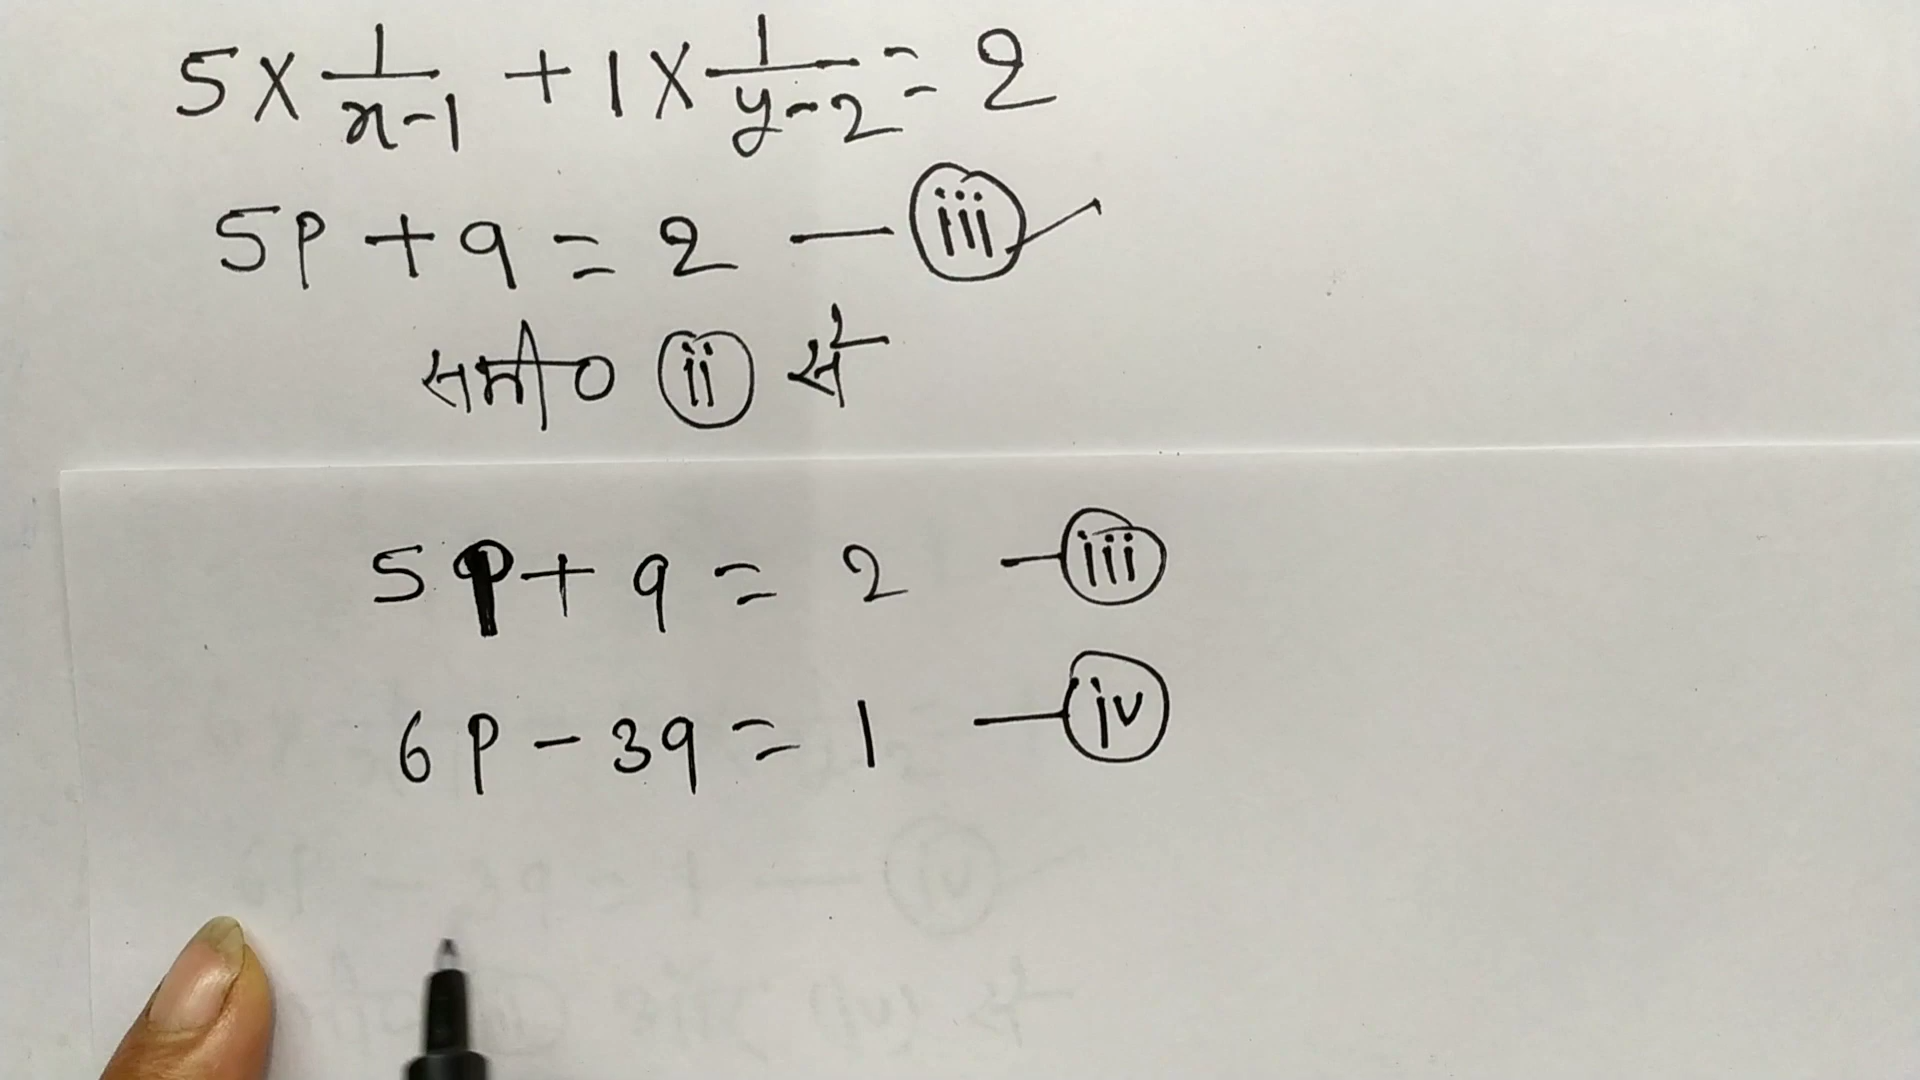 5 × 1/(x-1) + 1 × 1/(y-2) = 2
5p + q = 2 — (iii)
समी० (ii) से
5p + q = 2 — (iii)
6p - 3q = 1 — (iv)